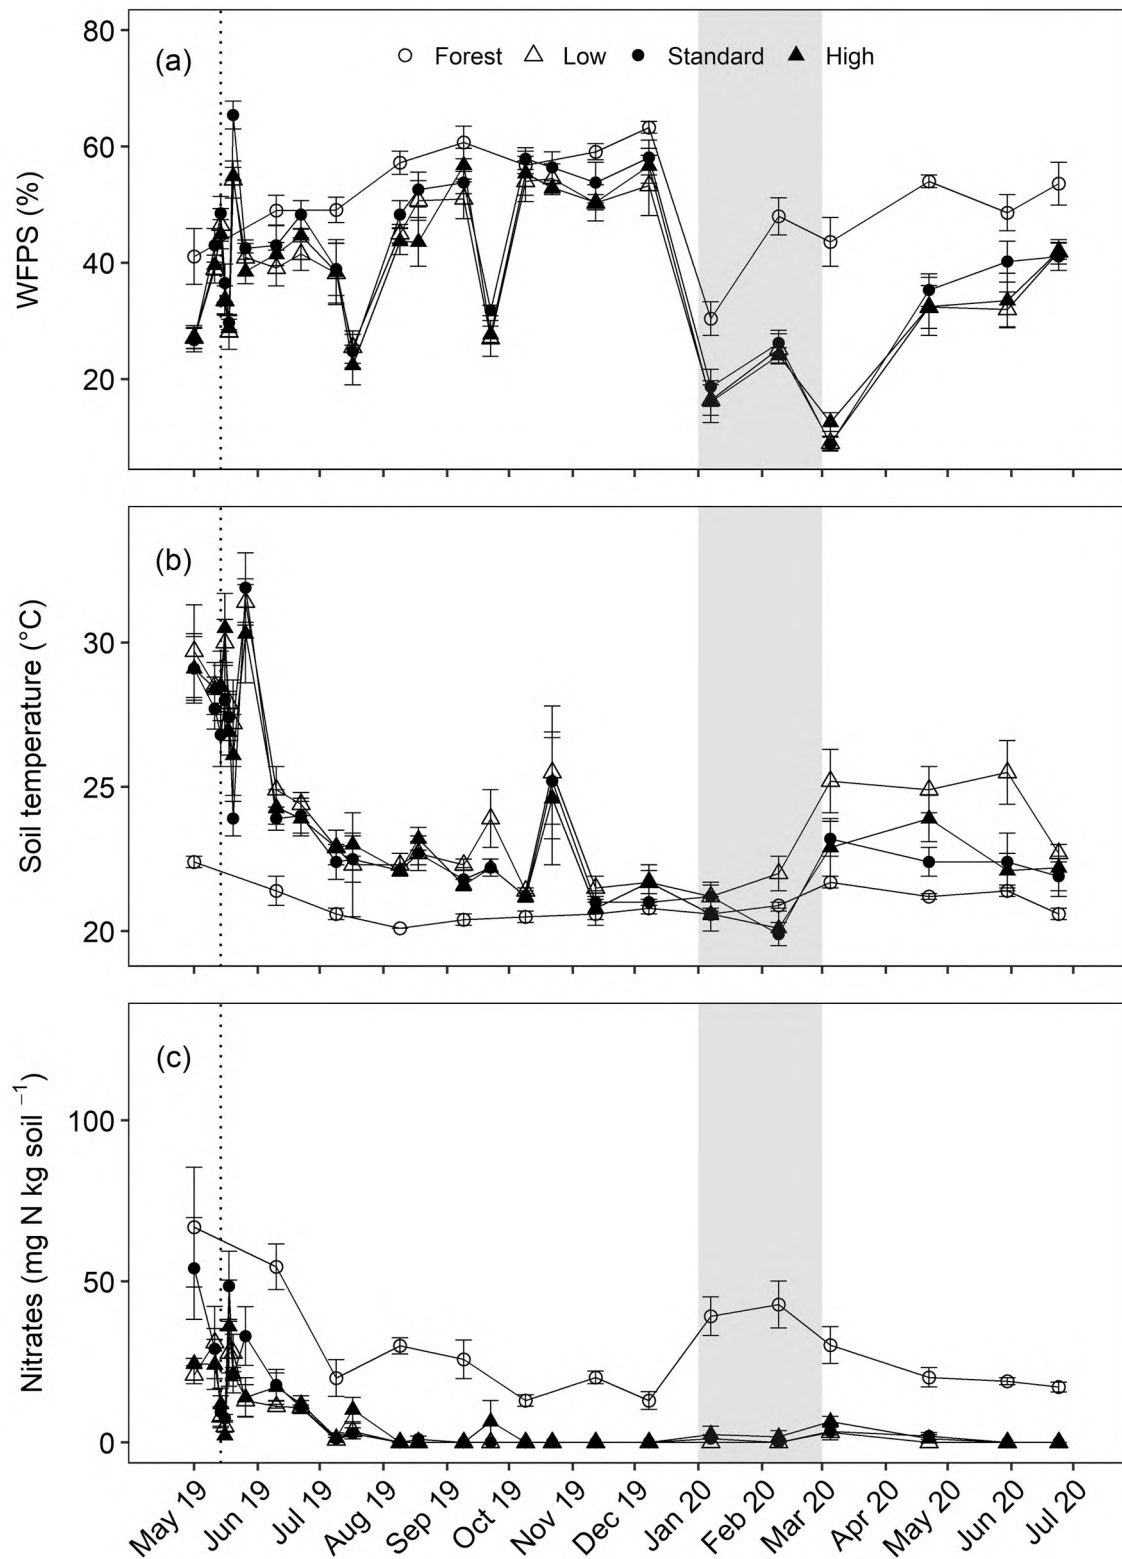 (a)
Forest Low Standard High
WFPS (%)
80
60
40
20
(b)
Soil temperature (°C)
30
25
20
(c)
Nitrates (mg N kg soil ⁻¹)
100
50
0
May 19 Jun 19 Jul 19 Aug 19 Sep 19 Oct 19 Nov 19 Dec 19 Jan 20 Feb 20 Mar 20 Apr 20 May 20 Jun 20 Jul 20